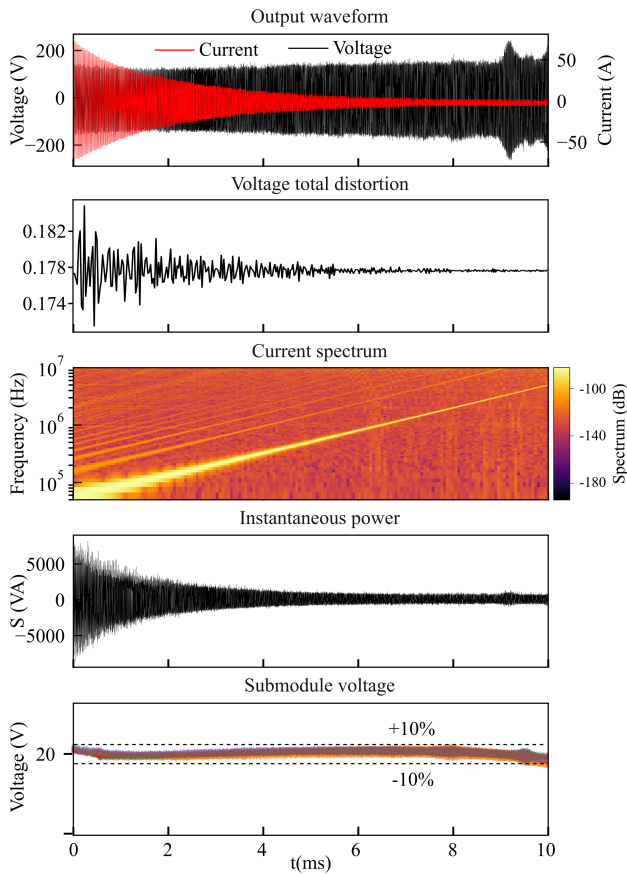 Output waveform
Current
Voltage
200
0
−200
Voltage (V)
50
0
−50
Current (A)
Voltage total distortion
0.182
0.178
0.174
Current spectrum
10^7
10^6
10^5
Frequency (Hz)
-100
-140
-180
Spectrum (dB)
Instantaneous power
5000
0
−5000
S (VA)
Submodule voltage
+10%
-10%
20
Voltage (V)
0 2 4 6 8 10
t(ms)